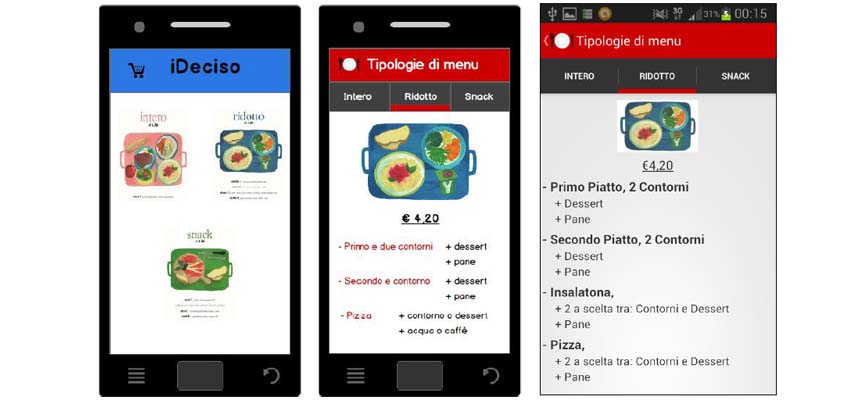 iDeciso
intero
ridotto
snack
Tipologie di menu
Intero
Ridotto
Snack
€ 4,20
- Primo e due contorni + dessert
+ pane
- Secondo e contorno + dessert
+ pane
- Pizza + contorno o dessert
+ acqua o caffè
31% 00:15
3G
Tipologie di menu
INTERO
RIDOTTO
SNACK
€4,20
- Primo Piatto, 2 Contorni
+ Dessert
+ Pane
- Secondo Piatto, 2 Contorni
+ Dessert
+ Pane
- Insalatona,
+ 2 a scelta tra: Contorni e Dessert
+ Pane
- Pizza,
+ 2 a scelta tra: Contorni e Dessert
+ Pane